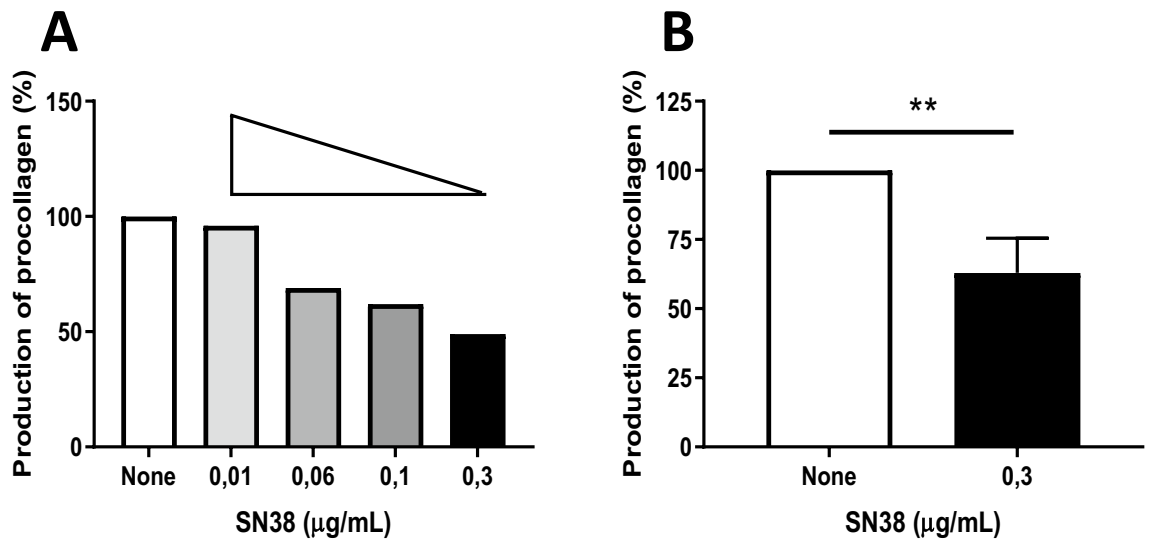 A
Production of procollagen (%)
150
100
50
0
None 0,01 0,06 0,1 0,3
SN38 (μg/mL)
B
Production of procollagen (%)
125
100
75
50
25
0
**
None 0,3
SN38 (μg/mL)